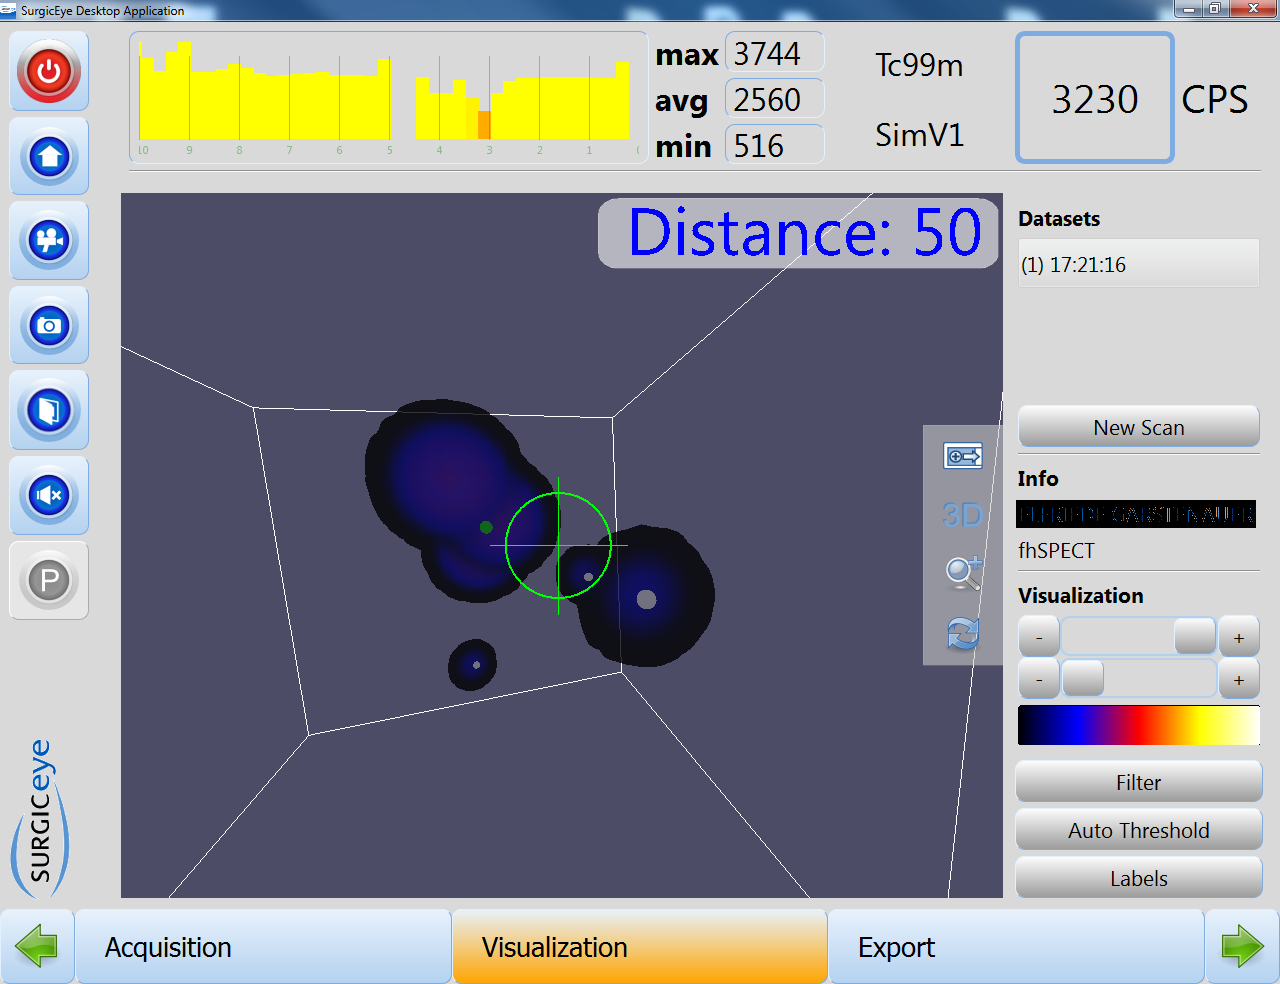 SurgicEye Desktop Application
max 3744
avg 2560
min 516
Tc99m
SimV1
3230 CPS
10 9 8 7 6 5 4 3 2 1 0
Distance: 50
Datasets
(1) 17:21:16
New Scan
3D
Info
fhSPECT
Visualization
- +
- +
Filter
Auto Threshold
Labels
P
SURGICeye
Acquisition
Visualization
Export